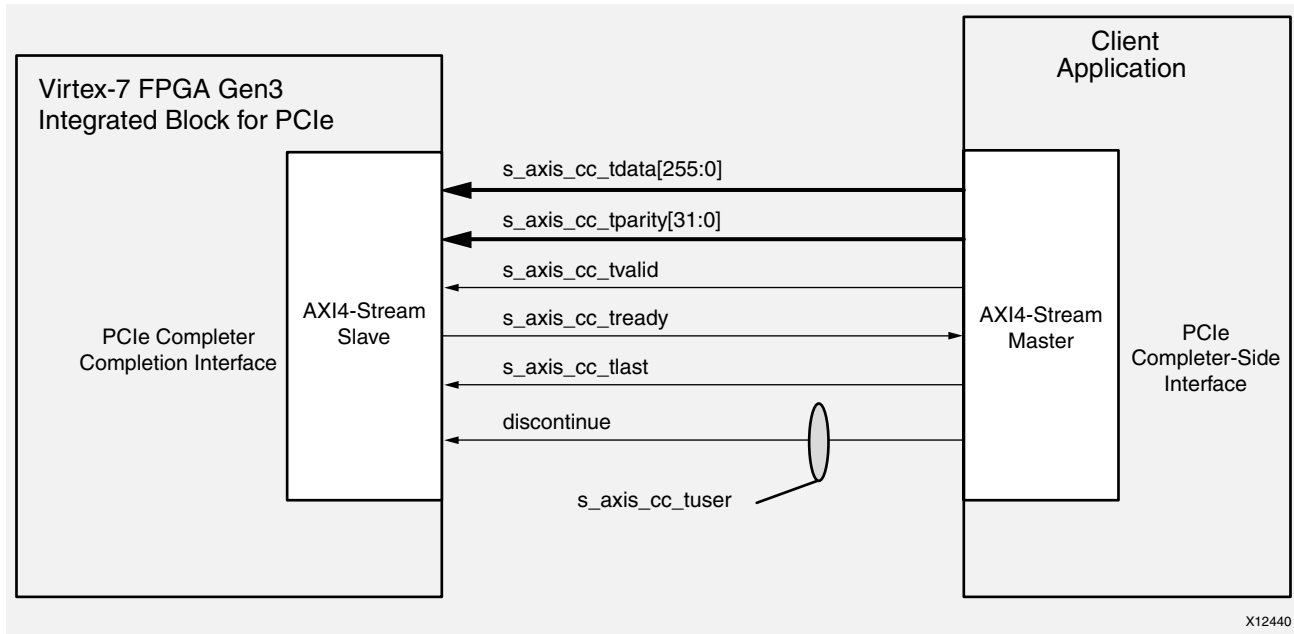 Client
Application
Virtex-7 FPGA Gen3
Integrated Block for PCIe
s_axis_cc_tdata[255:0]
s_axis_cc_tparity[31:0]
s_axis_cc_tvalid
AXI4-Stream
Slave
s_axis_cc_tready
AXI4-Stream
Master
PCIe Completer
Completion Interface
PCIe
Completer-Side
Interface
s_axis_cc_tlast
discontinue
s_axis_cc_tuser
X12440